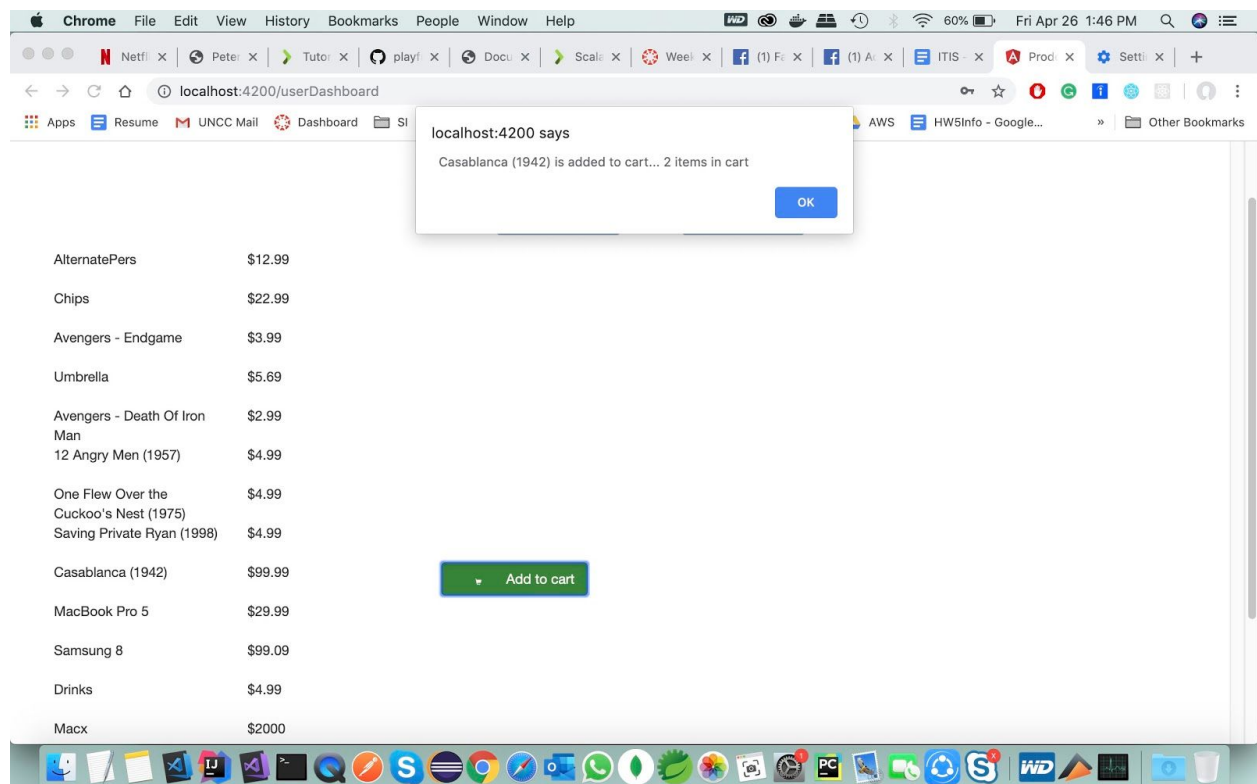 Chrome File Edit View History Bookmarks People Window Help
WD 60% Fri Apr 26 1:46 PM
N Netfl Peter Tutor playf Docu Scala Week (1) Fa (1) Ac ITIS - Prod Setti
localhost:4200/userDashboard
Apps Resume UNCC Mail Dashboard SI AWS HW5Info - Google... » Other Bookmarks
localhost:4200 says
Casablanca (1942) is added to cart... 2 items in cart
OK
AlternatePers $12.99
Chips $22.99
Avengers - Endgame $3.99
Umbrella $5.69
Avengers - Death Of Iron $2.99
Man
12 Angry Men (1957) $4.99
One Flew Over the $4.99
Cuckoo's Nest (1975)
Saving Private Ryan (1998) $4.99
Casablanca (1942) $99.99 Add to cart
MacBook Pro 5 $29.99
Samsung 8 $99.09
Drinks $4.99
Macx $2000
IJ S PC S WD